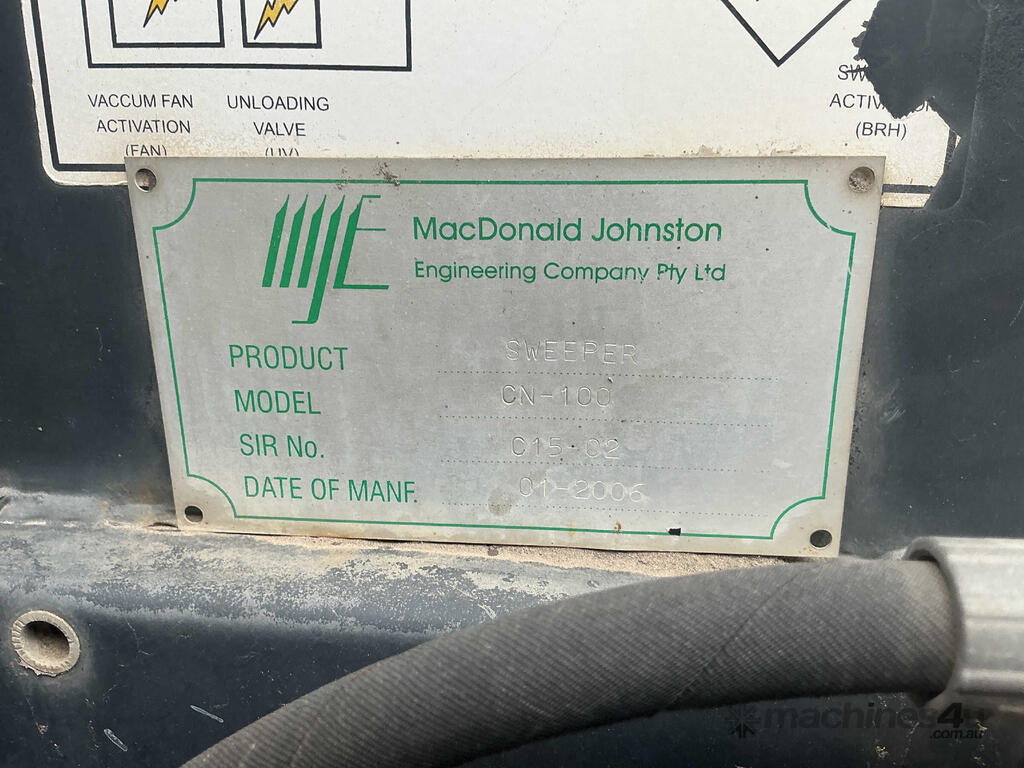 VACCUM FAN
ACTIVATION
(FAN)
UNLOADING
VALVE
(UV)
(BRH)
MJE
MacDonald Johnston
Engineering Company Pty Ltd
PRODUCT SWEEPER
MODEL CN-100
SIR No. C15·C2
DATE OF MANF. 01-2006
machines4u
.com.au